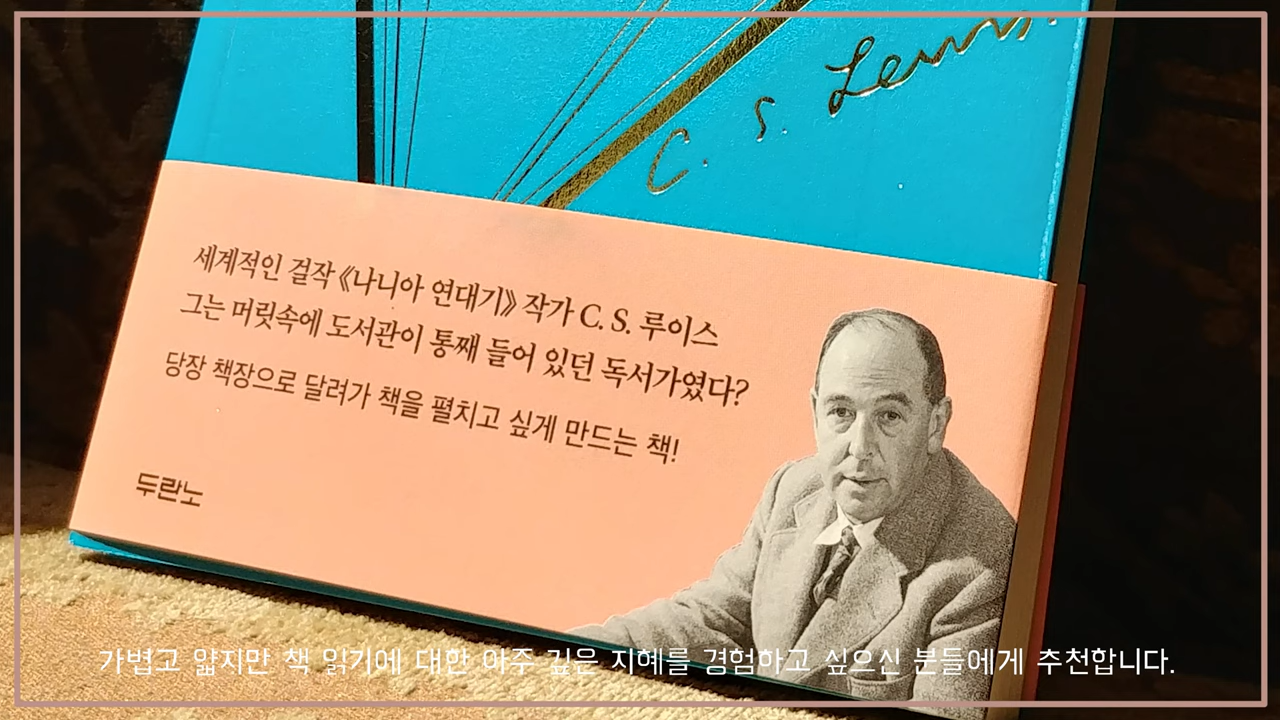 C. S. Lewis.
세계적인 걸작 《나니아 연대기》 작가 C. S. 루이스
그는 머릿속에 도서관이 통째 들어 있던 독서가였다?
당장 책장으로 달려가 책을 펼치고 싶게 만드는 책!
두란노
가볍고 얇지만 책 읽기에 대한 아주 깊은 지혜를 경험하고 싶으신 분들에게 추천합니다.